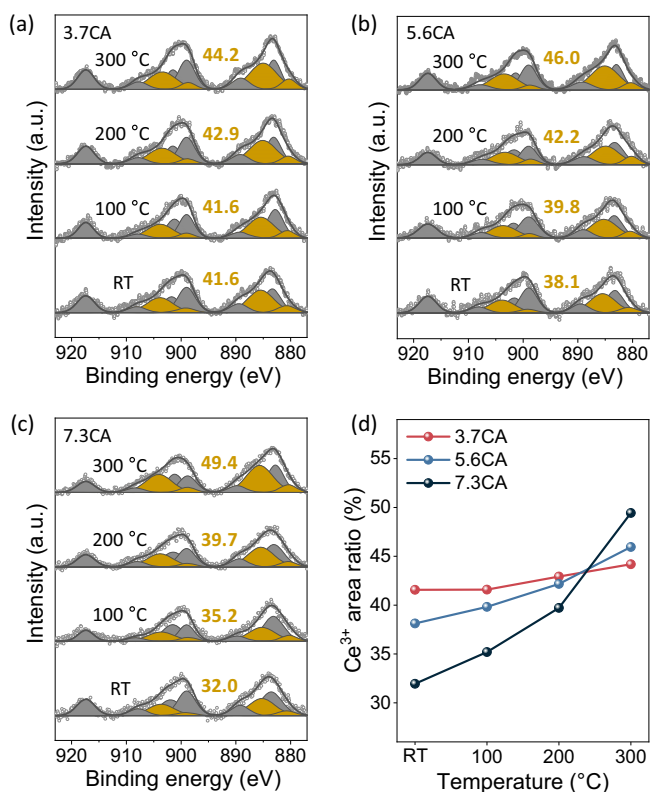 (a)
3.7CA
300 °C 44.2
200 °C 42.9
100 °C 41.6
RT 41.6
Intensity (a.u.)
920 910 900 890 880
Binding energy (eV)
(b)
5.6CA
300 °C 46.0
200 °C 42.2
100 °C 39.8
RT 38.1
Intensity (a.u.)
920 910 900 890 880
Binding energy (eV)
(c)
7.3CA
300 °C 49.4
200 °C 39.7
100 °C 35.2
RT 32.0
Intensity (a.u.)
920 910 900 890 880
Binding energy (eV)
(d)
3.7CA
5.6CA
7.3CA
55
50
45
40
35
30
Ce³⁺ area ratio (%)
RT 100 200 300
Temperature (°C)